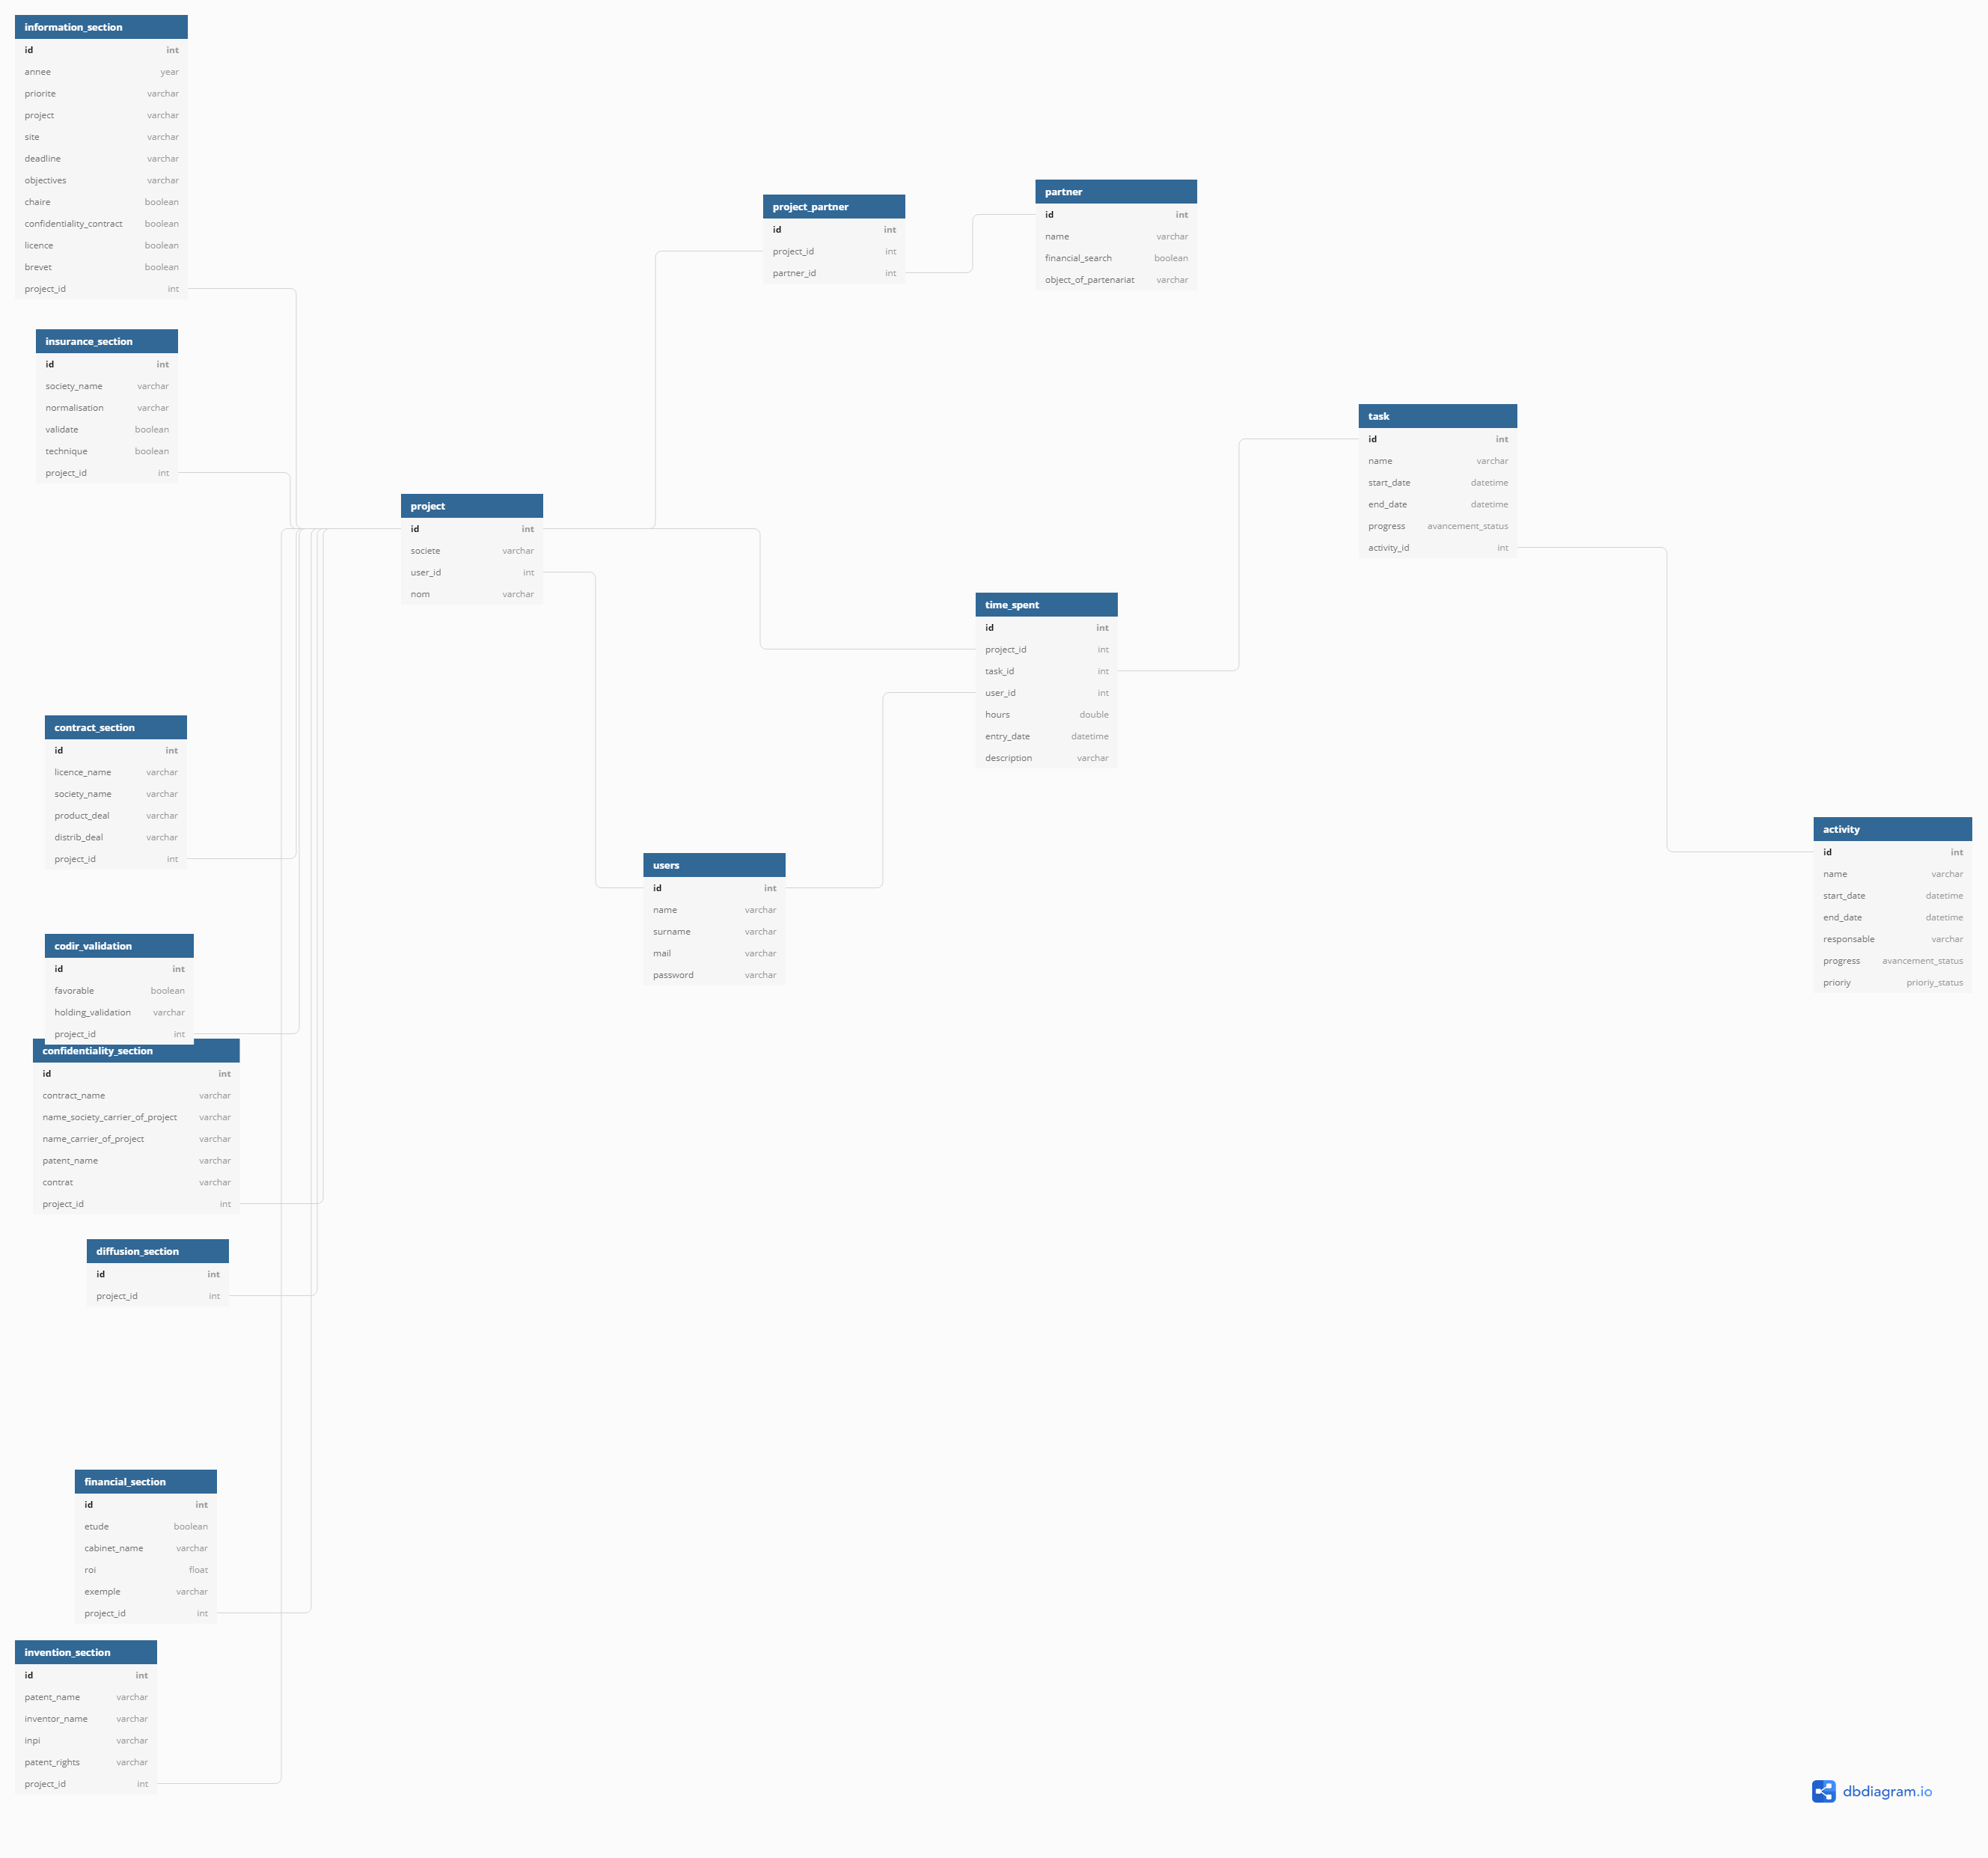 information_section
id int
annee year
priorite varchar
project varchar
site varchar
deadline varchar
objectives varchar
chaire boolean
confidentiality_contract boolean
licence boolean
brevet boolean
project_id int
insurance_section
id int
society_name varchar
normalisation varchar
validate boolean
technique boolean
project_id int
contract_section
id int
licence_name varchar
society_name varchar
product_deal varchar
distrib_deal varchar
project_id int
codir_validation
id int
favorable boolean
holding_validation varchar
project_id int
confidentiality_section
id int
contract_name varchar
name_society_carrier_of_project varchar
name_carrier_of_project varchar
patent_name varchar
contrat varchar
project_id int
diffusion_section
id int
project_id int
financial_section
id int
etude boolean
cabinet_name varchar
roi float
exemple varchar
project_id int
invention_section
id int
patent_name varchar
inventor_name varchar
inpi varchar
patent_rights varchar
project_id int
project
id int
societe varchar
user_id int
nom varchar
project_partner
id int
project_id int
partner_id int
partner
id int
name varchar
financial_search boolean
object_of_partenariat varchar
users
id int
name varchar
surname varchar
mail varchar
password varchar
time_spent
id int
project_id int
task_id int
user_id int
hours double
entry_date datetime
description varchar
task
id int
name varchar
start_date datetime
end_date datetime
progress avancement_status
activity_id int
activity
id int
name varchar
start_date datetime
end_date datetime
responsable varchar
progress avancement_status
prioriy prioriy_status
dbdiagram.io